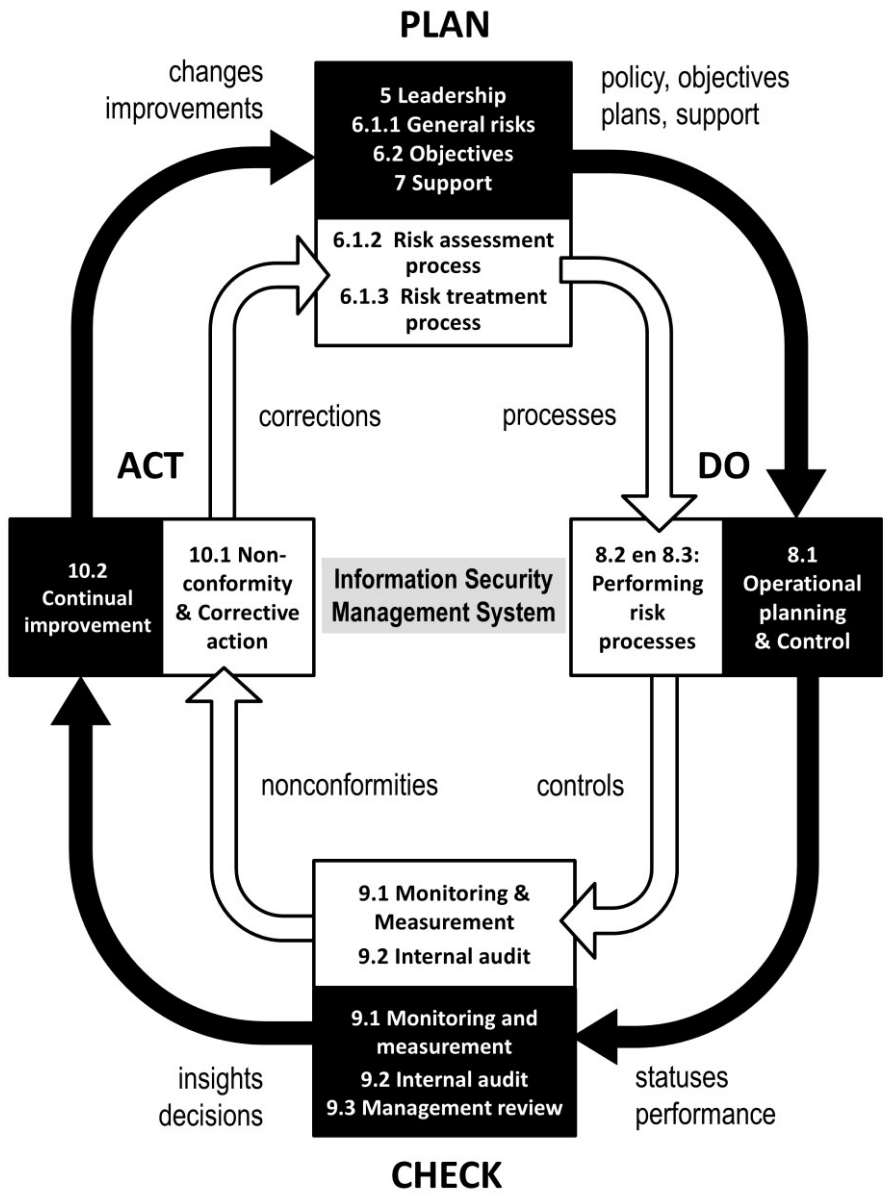 PLAN
changes
improvements
5 Leadership
6.1.1 General risks
6.2 Objectives
7 Support
policy, objectives
plans, support
6.1.2 Risk assessment
process
6.1.3 Risk treatment
process
corrections
processes
ACT
DO
10.2
Continual
improvement
10.1 Non-
conformity
& Corrective
action
Information Security
Management System
8.2 en 8.3:
Performing
risk
processes
8.1
Operational
planning
& Control
nonconformities
controls
9.1 Monitoring &
Measurement
9.2 Internal audit
9.1 Monitoring and
measurement
9.2 Internal audit
9.3 Management review
insights
decisions
statuses
performance
CHECK